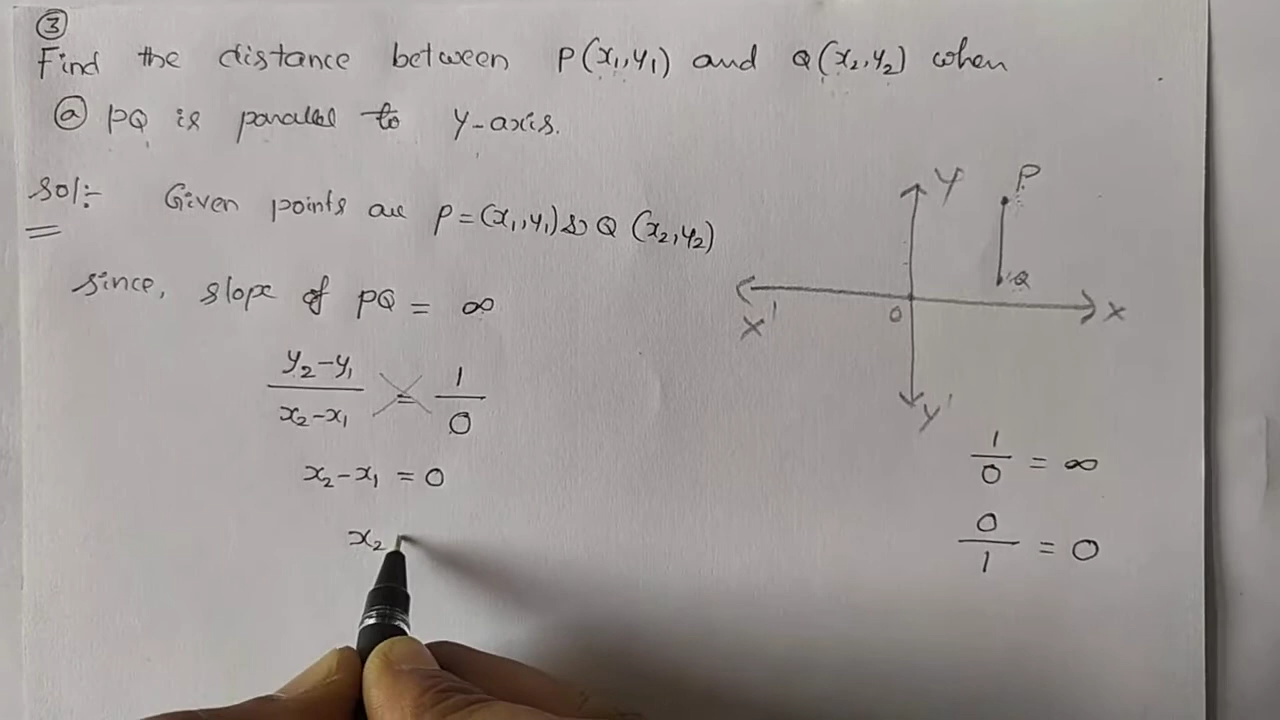 ③
Find the distance between P(x₁,y₁) and Q(x₂,y₂) when
ⓐ PQ is parallel to y-axis.
Sol:- Given points are P=(x₁,y₁) & Q (x₂,y₂)
since, slope of PQ = ∞
y₂-y₁ / x₂-x₁ = 1 / 0
x₂-x₁ = 0
x₂
Y
P
Q
X'
O
X
Y'
1/0 = ∞
0/1 = 0